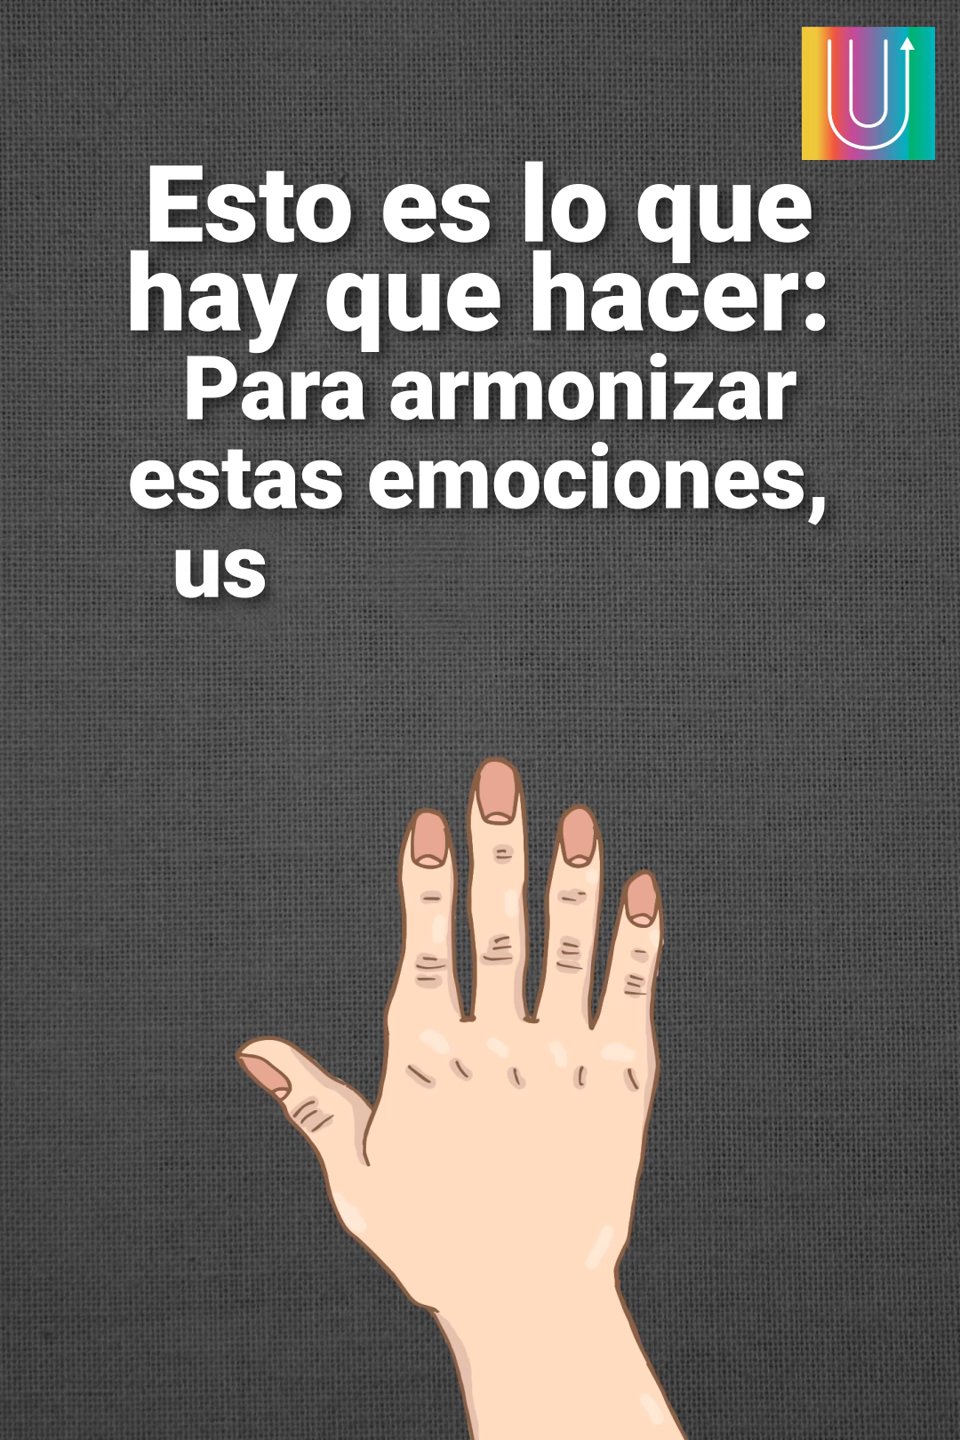 Esto es lo que
hay que hacer:
Para armonizar
estas emociones,
us